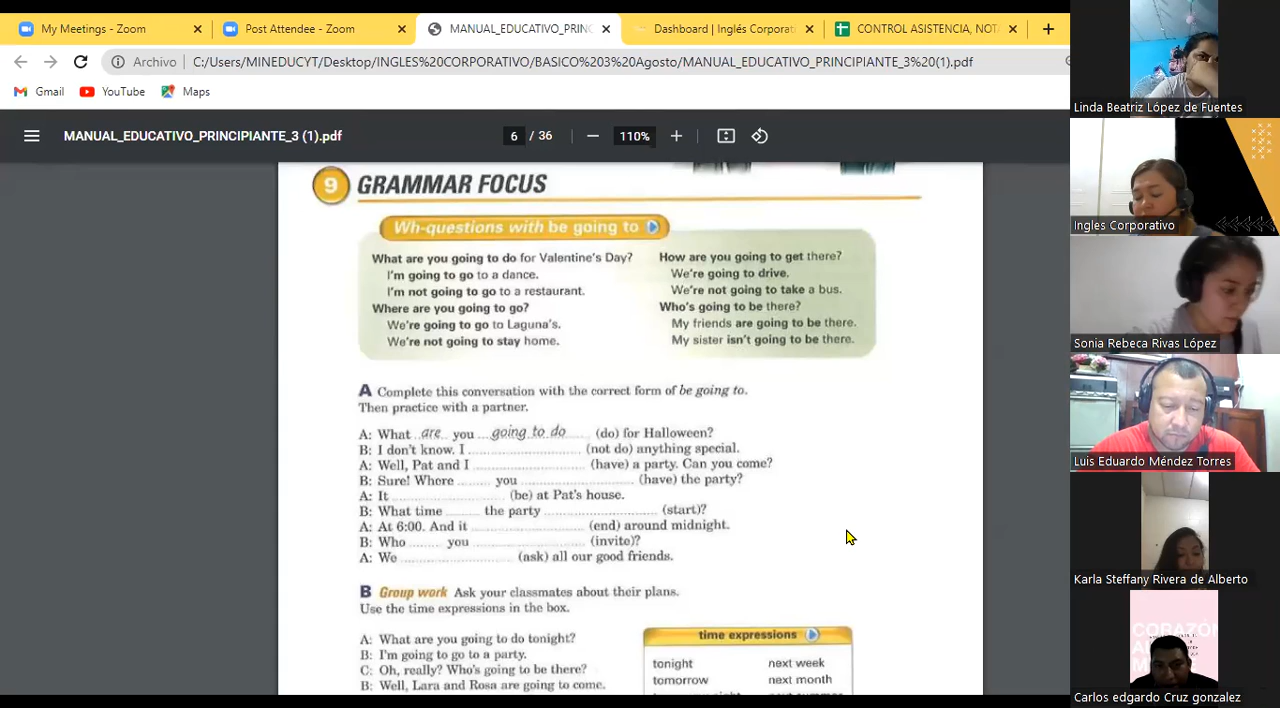 My Meetings - Zoom
Post Attendee - Zoom
MANUAL_EDUCATIVO_PRINC
Dashboard | Inglés Corporati
CONTROL ASISTENCIA, NOT
Archivo
C:/Users/MINEDUCYT/Desktop/INGLES%20CORPORATIVO/BASICO%203%20Agosto/MANUAL_EDUCATIVO_PRINCIPIANTE_3%20(1).pdf
Gmail
YouTube
Maps
MANUAL_EDUCATIVO_PRINCIPIANTE_3 (1).pdf
6 / 36
110%
9 GRAMMAR FOCUS
Wh-questions with be going to
What are you going to do for Valentine's Day?
I'm going to go to a dance.
I'm not going to go to a restaurant.
Where are you going to go?
We're going to go to Laguna's.
We're not going to stay home.
How are you going to get there?
We're going to drive.
We're not going to take a bus.
Who's going to be there?
My friends are going to be there.
My sister isn't going to be there.
A Complete this conversation with the correct form of be going to.
Then practice with a partner.
A: What are you going to do (do) for Halloween?
B: I don't know. I .......... (not do) anything special.
A: Well, Pat and I .......... (have) a party. Can you come?
B: Sure! Where ....... you .......... (have) the party?
A: It .......... (be) at Pat's house.
B: What time ....... the party .......... (start)?
A: At 6:00. And it .......... (end) around midnight.
B: Who ....... you .......... (invite)?
A: We .......... (ask) all our good friends.
B Group work Ask your classmates about their plans.
Use the time expressions in the box.
A: What are you going to do tonight?
B: I'm going to go to a party.
C: Oh, really? Who's going to be there?
B: Well, Lara and Rosa are going to come.
time expressions
tonight next week
tomorrow next month
Linda Beatriz López de Fuentes
Ingles Corporativo
Sonia Rebeca Rivas López
Luis Eduardo Méndez Torres
Karla Steffany Rivera de Alberto
Carlos edgardo Cruz gonzalez